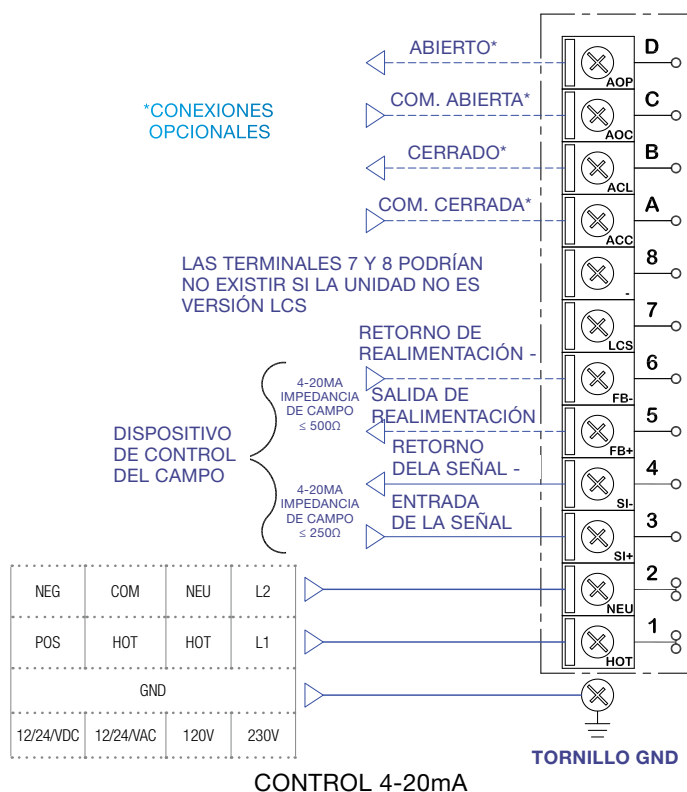 ABIERTO*
D
AOP
*CONEXIONES
OPCIONALES
COM. ABIERTA*
C
AOC
CERRADO*
B
ACL
COM. CERRADA*
A
ACC
LAS TERMINALES 7 Y 8 PODRÍAN
NO EXISTIR SI LA UNIDAD NO ES
VERSIÓN LCS
8
-
7
LCS
RETORNO DE
REALIMENTACIÓN -
6
FB-
DISPOSITIVO
DE CONTROL
DEL CAMPO
4-20MA
IMPEDANCIA
DE CAMPO
≤ 500Ω
SALIDA DE
REALIMENTACIÓN
5
FB+
RETORNO
DELA SEÑAL -
4
SI-
4-20MA
IMPEDANCIA
DE CAMPO
≤ 250Ω
ENTRADA
DE LA SEÑAL
3
SI+
NEG COM NEU L2
2
NEU
POS HOT HOT L1
1
HOT
GND
12/24/VDC 12/24/VAC 120V 230V
TORNILLO GND
CONTROL 4-20mA